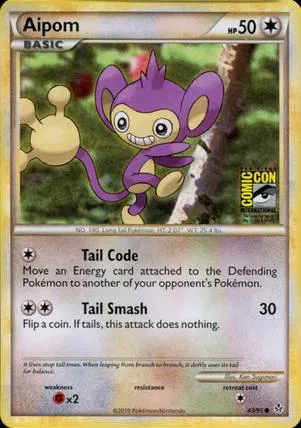 Aipom
HP50
BASIC
COMIC CON
INTERNATIONAL
NO. 190 Long Tail Pokémon HT: 2'07" WT: 25.4 lbs.
Tail Code
Move an Energy card attached to the Defending
Pokémon to another of your opponent's Pokémon.
Tail Smash 30
Flip a coin. If tails, this attack does nothing.
It lives atop tall trees. When leaping from branch to branch, it deftly uses its tail
for balance.
Illus. Ken Sugimori
weakness resistance retreat cost
×2
©2010 Pokémon/Nintendo 43/95